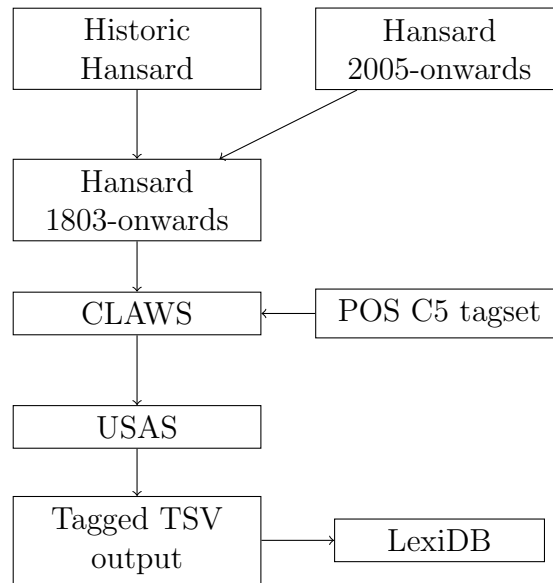 Historic
Hansard
Hansard
2005-onwards
Hansard
1803-onwards
CLAWS
POS C5 tagset
USAS
Tagged TSV
output
LexiDB